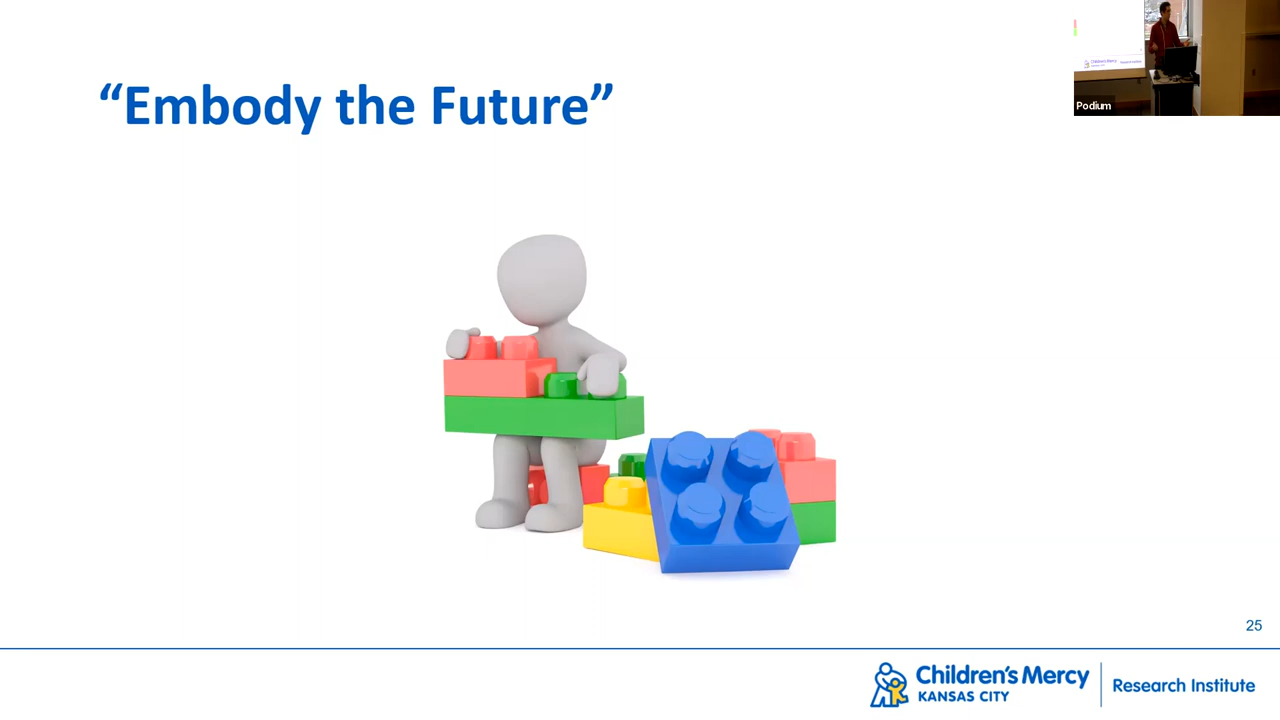 “Embody the Future”
Podium
25
Children's Mercy
KANSAS CITY
Research Institute